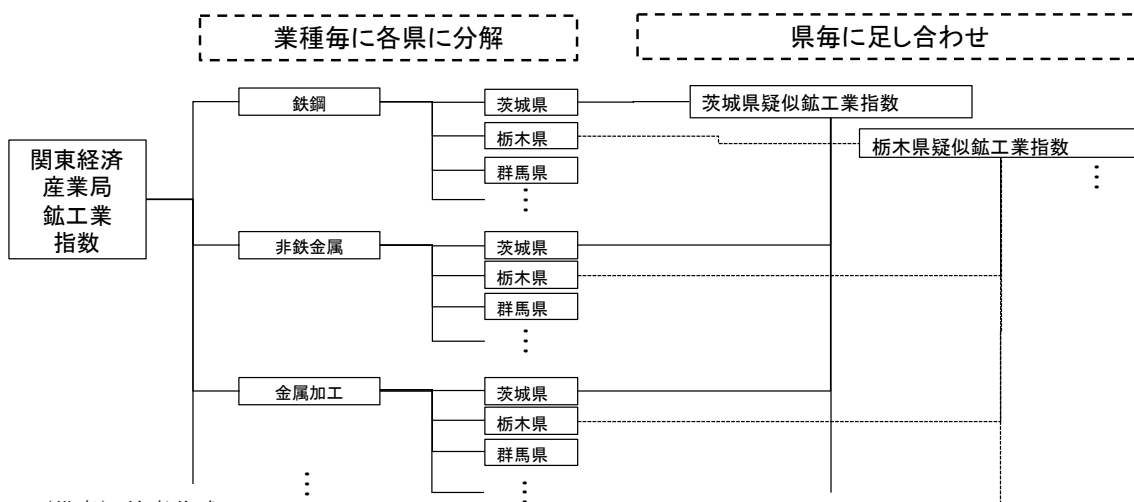 業種毎に各県に分解
県毎に足し合わせ
関東経済
産業局
鉱工業
指数
鉄鋼
茨城県
栃木県
群馬県
⋮
茨城県疑似鉱工業指数
栃木県疑似鉱工業指数
⋮
非鉄金属
茨城県
栃木県
群馬県
⋮
金属加工
茨城県
栃木県
群馬県
⋮
⋮